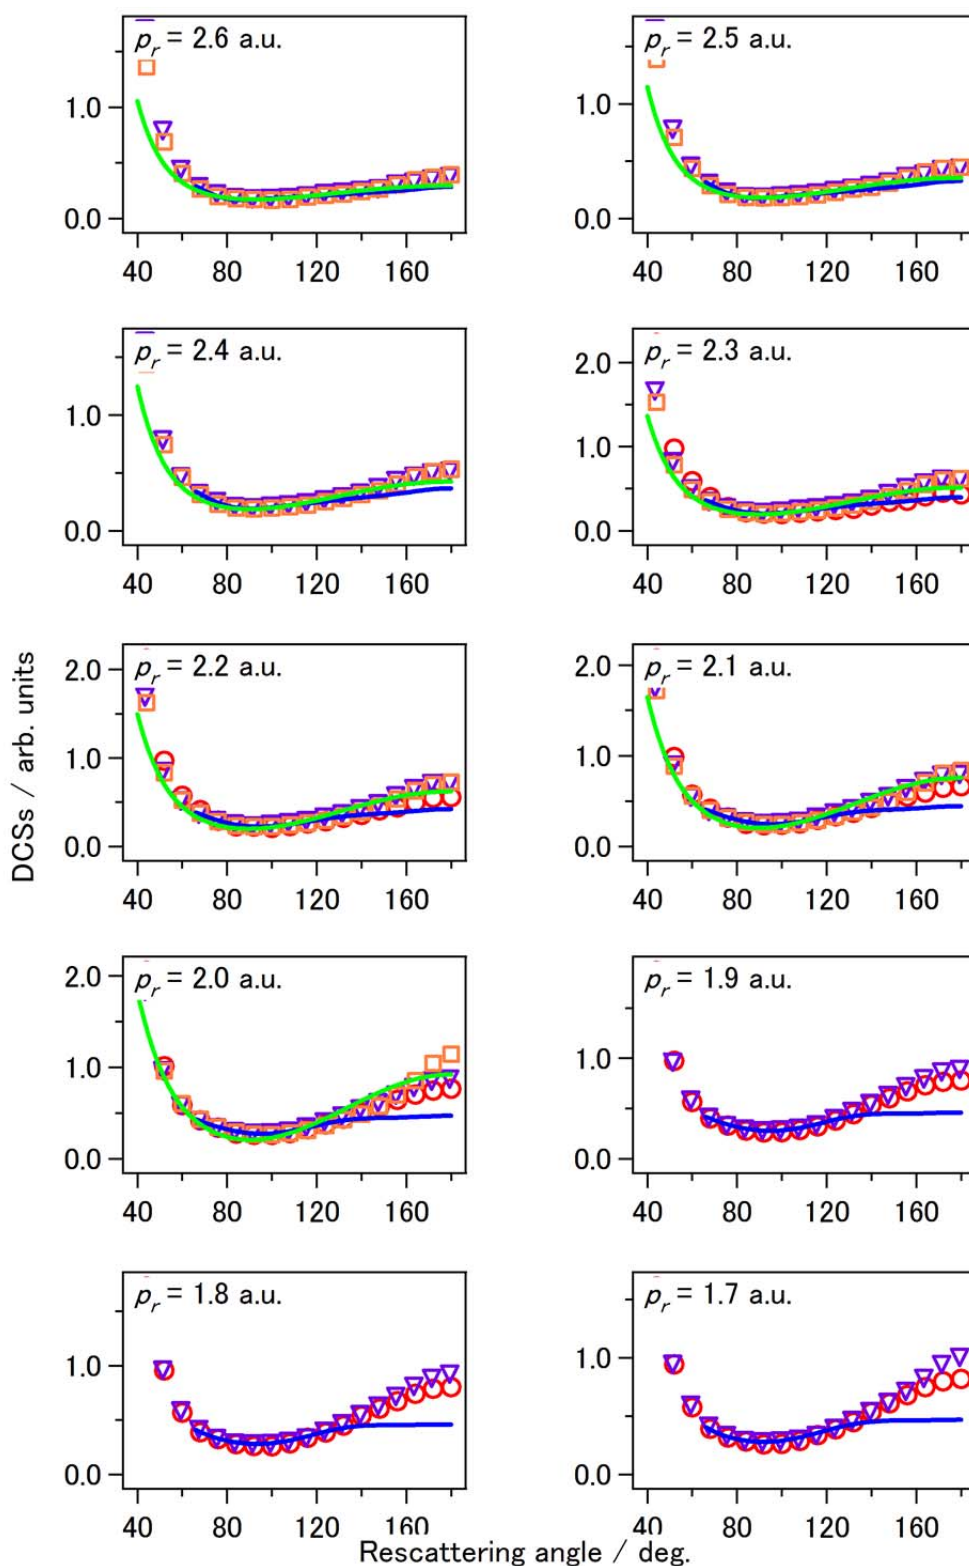 p_r = 2.6 a.u.
1.0
0.0
40 80 120 160
p_r = 2.5 a.u.
1.0
0.0
40 80 120 160
p_r = 2.4 a.u.
1.0
0.0
40 80 120 160
p_r = 2.3 a.u.
2.0
1.0
0.0
40 80 120 160
DCSs / arb. units
p_r = 2.2 a.u.
2.0
1.0
0.0
40 80 120 160
p_r = 2.1 a.u.
2.0
1.0
0.0
40 80 120 160
p_r = 2.0 a.u.
2.0
1.0
0.0
40 80 120 160
p_r = 1.9 a.u.
1.0
0.0
40 80 120 160
p_r = 1.8 a.u.
1.0
0.0
40 80 120 160
p_r = 1.7 a.u.
1.0
0.0
40 80 120 160
Rescattering angle / deg.